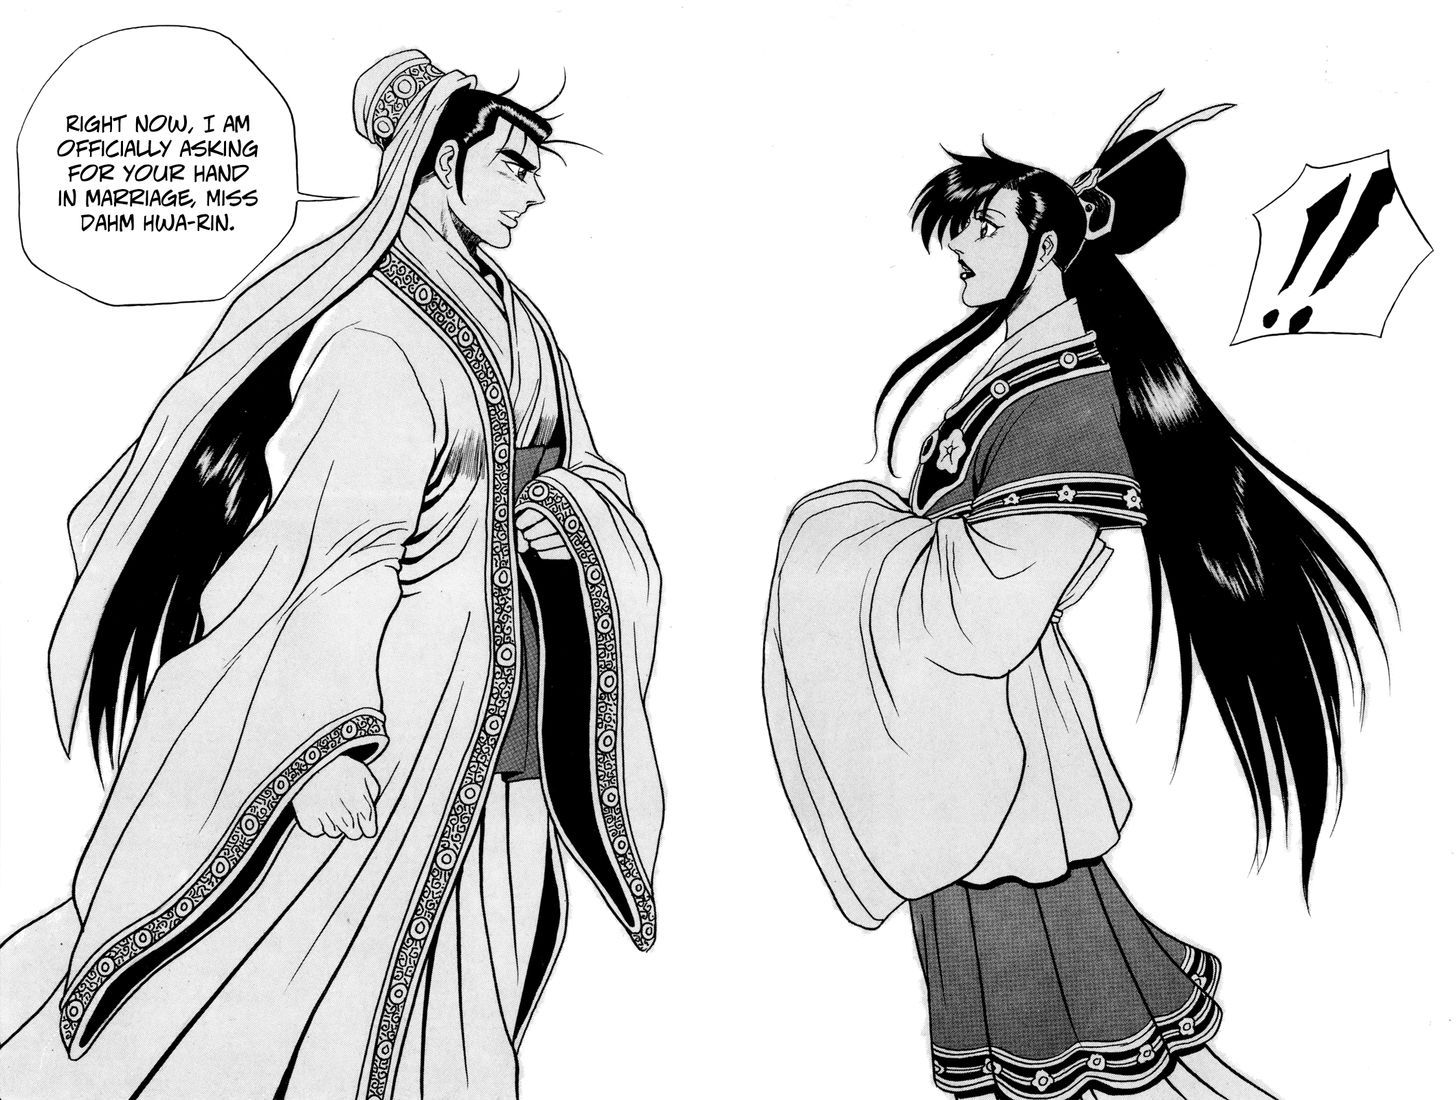 RIGHT NOW, I AM
OFFICIALLY ASKING
FOR YOUR HAND
IN MARRIAGE, MISS
DAHM HWA-RIN.
!!